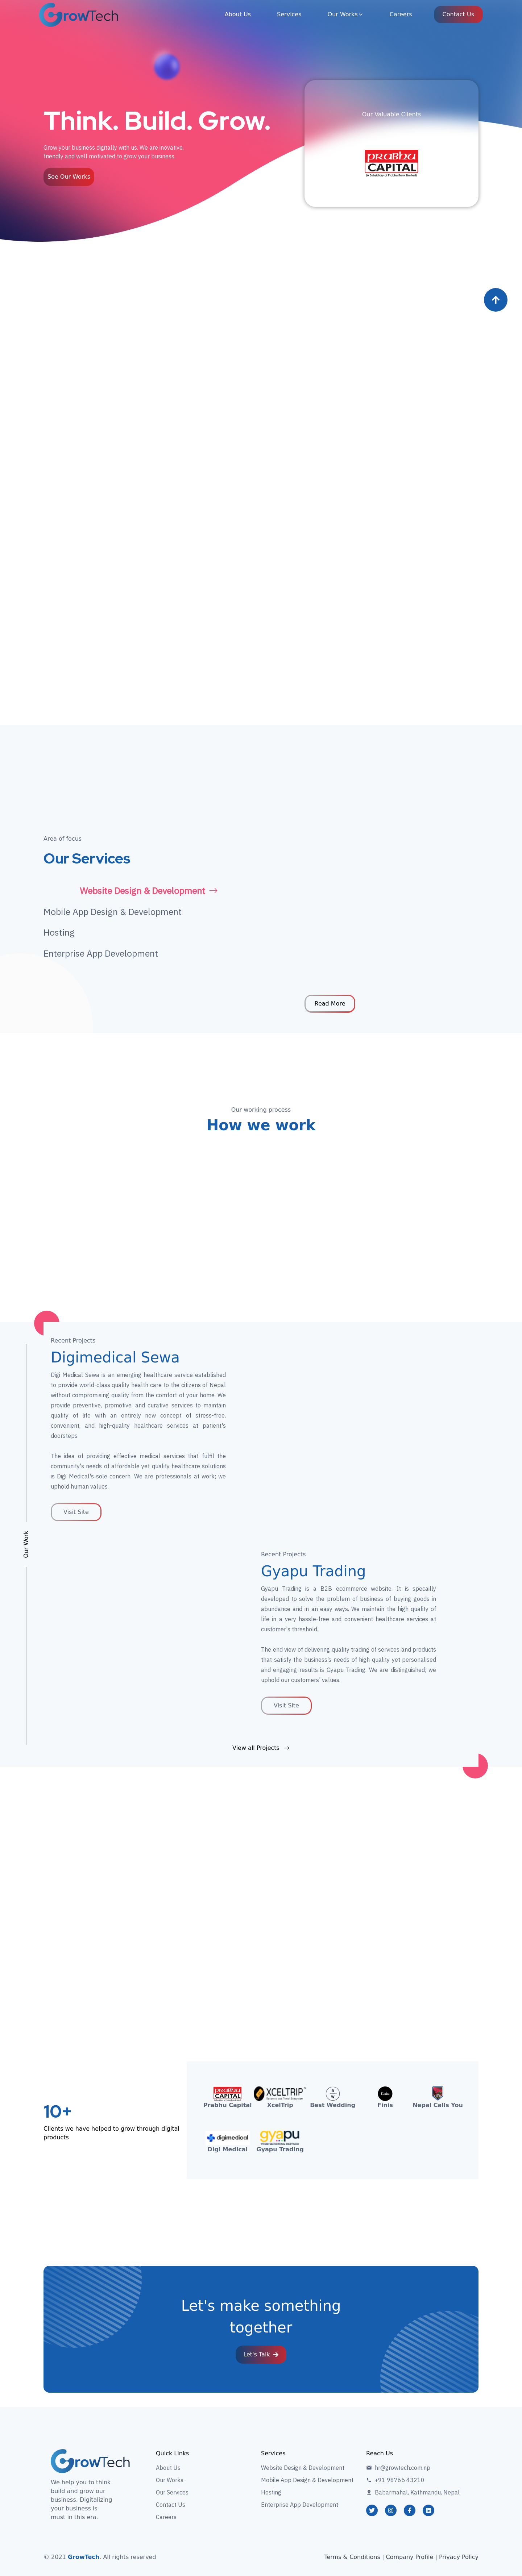 GrowTech
About Us
Services
Our Works
Careers
Contact Us
Think. Build. Grow.
Grow your business digitally with us. We are inovative,
friendly and well motivated to grow your business.
See Our Works
Our Valuable Clients
prabhu
CAPITAL
(A Subsidiary of Prabhu Bank Limited)
Area of focus
Our Services
Website Design & Development
Mobile App Design & Development
Hosting
Enterprise App Development
Read More
Our working process
How we work
Our Work
Recent Projects
Digimedical Sewa
Digi Medical Sewa is an emerging healthcare service established
to provide world-class quality health care to the citizens of Nepal
without compromising quality from the comfort of your home. We
provide preventive, promotive, and curative services to maintain
quality of life with an entirely new concept of stress-free,
convenient, and high-quality healthcare services at patient's
doorsteps.
The idea of providing effective medical services that fulfil the
community's needs of affordable yet quality healthcare solutions
is Digi Medical's sole concern. We are professionals at work; we
uphold human values.
Visit Site
Recent Projects
Gyapu Trading
Gyapu Trading is a B2B ecommerce website. It is specailly
developed to solve the problem of business of buying goods in
abundance and in an easy ways. We maintain the high quality of
life in a very hassle-free and convenient healthcare services at
customer's threshold.
The end view of delivering quality trading of services and products
that satisfy the business's needs of high quality yet personalised
and engaging results is Gyapu Trading. We are distinguished; we
uphold our customers' values.
Visit Site
View all Projects
10+
Clients we have helped to grow through digital
products
prabhu
CAPITAL
Prabhu Capital
XCELTRIP
XcelTrip
Best Wedding
Finis
Nepal Calls You
digimedical
Digi Medical
gyapu
YOUR SHOPPING PARTNER
Gyapu Trading
Let's make something
together
Let's Talk
GrowTech
We help you to think
build and grow our
business. Digitalizing
your business is
must in this era.
Quick Links
About Us
Our Works
Our Services
Contact Us
Careers
Services
Website Design & Development
Mobile App Design & Development
Hosting
Enterprise App Development
Reach Us
hr@growtech.com.np
+91 98765 43210
Babarmahal, Kathmandu, Nepal
© 2021 GrowTech. All rights reserved
Terms & Conditions | Company Profile | Privacy Policy